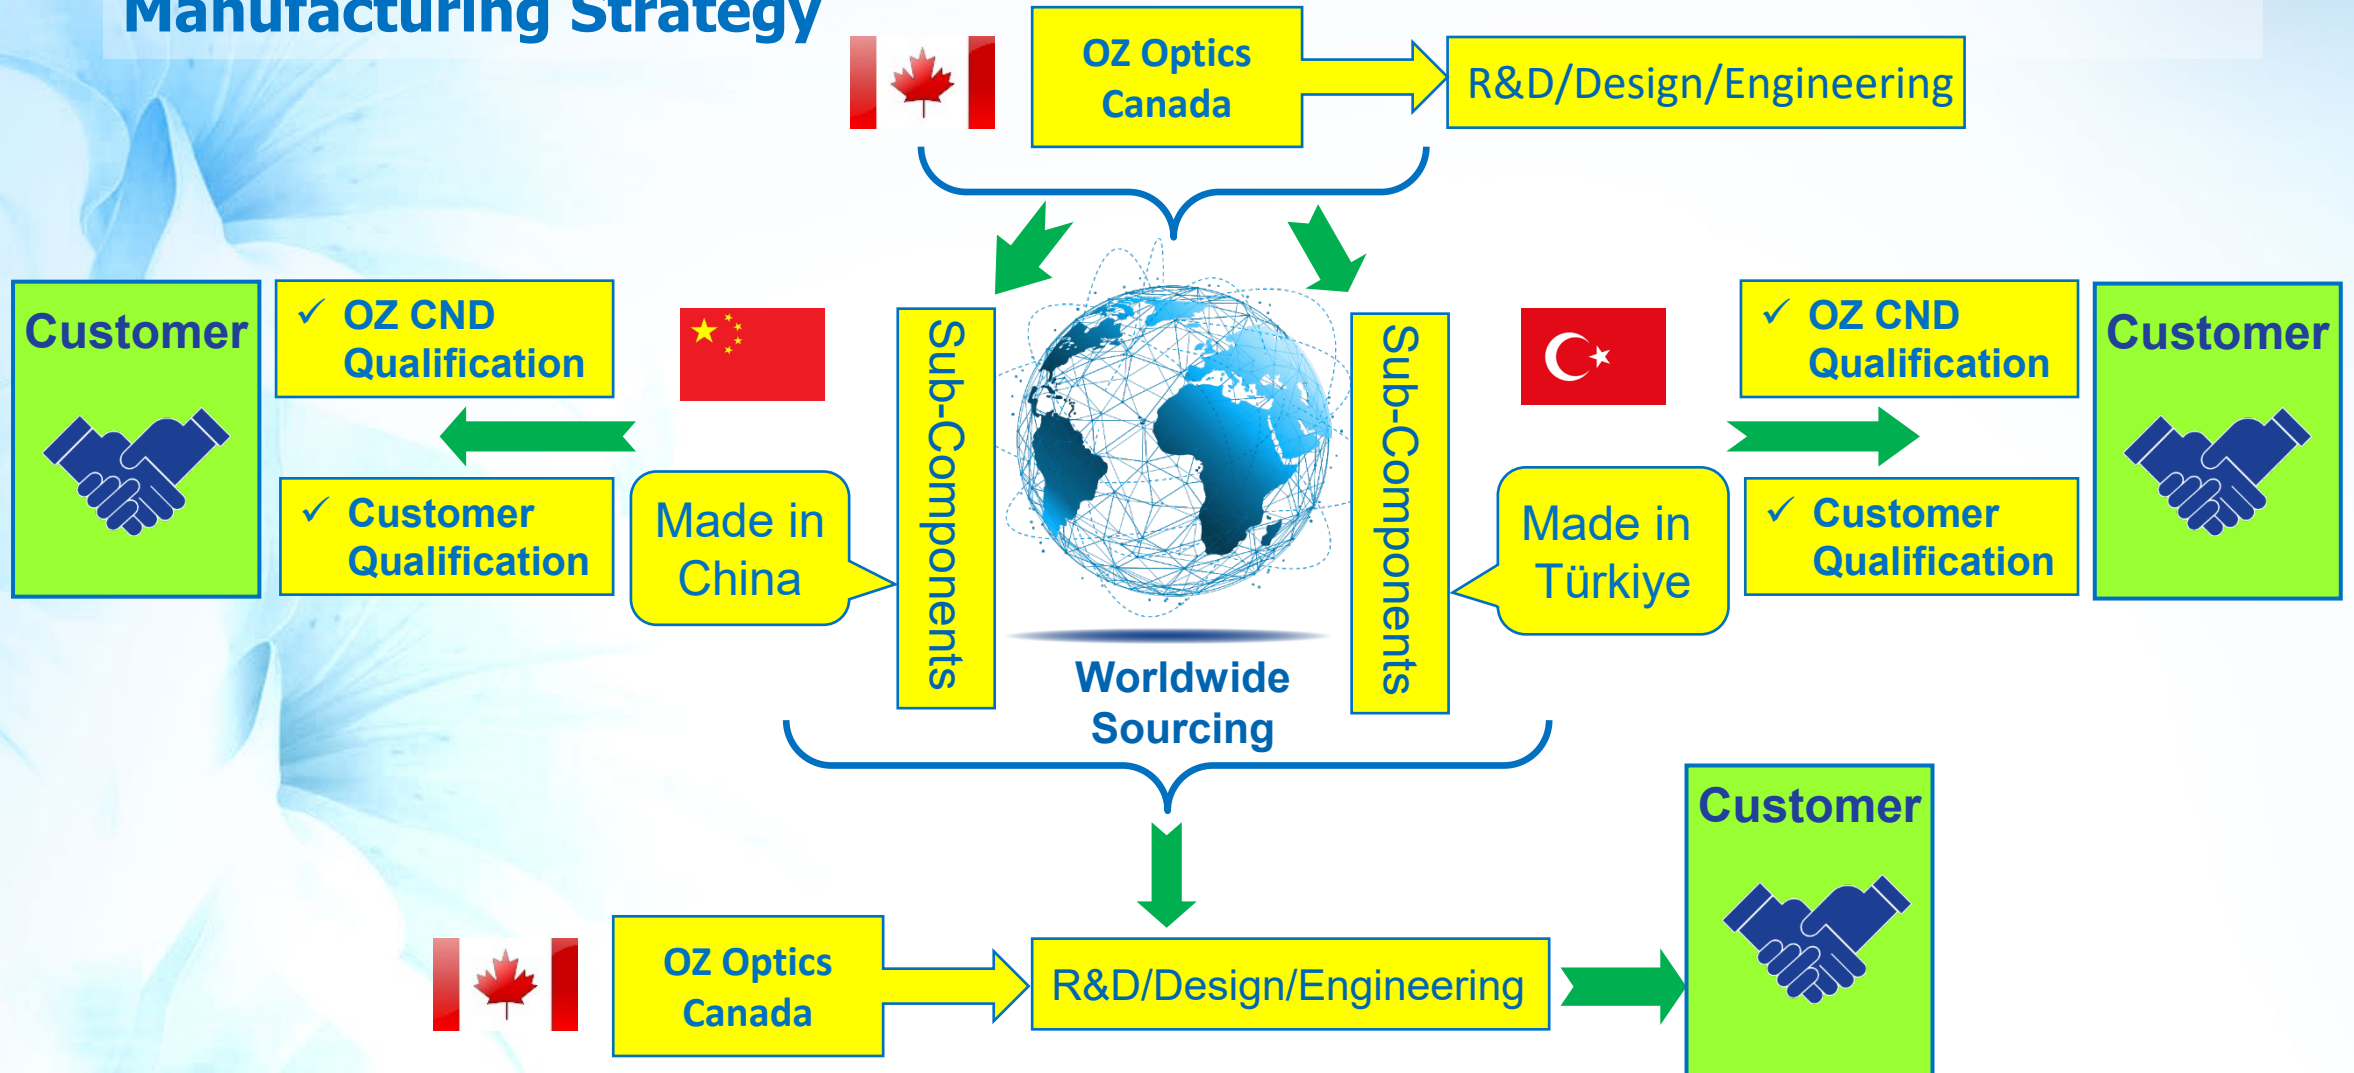 Manufacturing Strategy
OZ Optics
Canada
R&D/Design/Engineering
Customer
✓ OZ CND
Qualification
✓ Customer
Qualification
Made in
China
Sub-Components
Worldwide
Sourcing
Sub-Components
Made in
Türkiye
✓ OZ CND
Qualification
✓ Customer
Qualification
Customer
OZ Optics
Canada
R&D/Design/Engineering
Customer